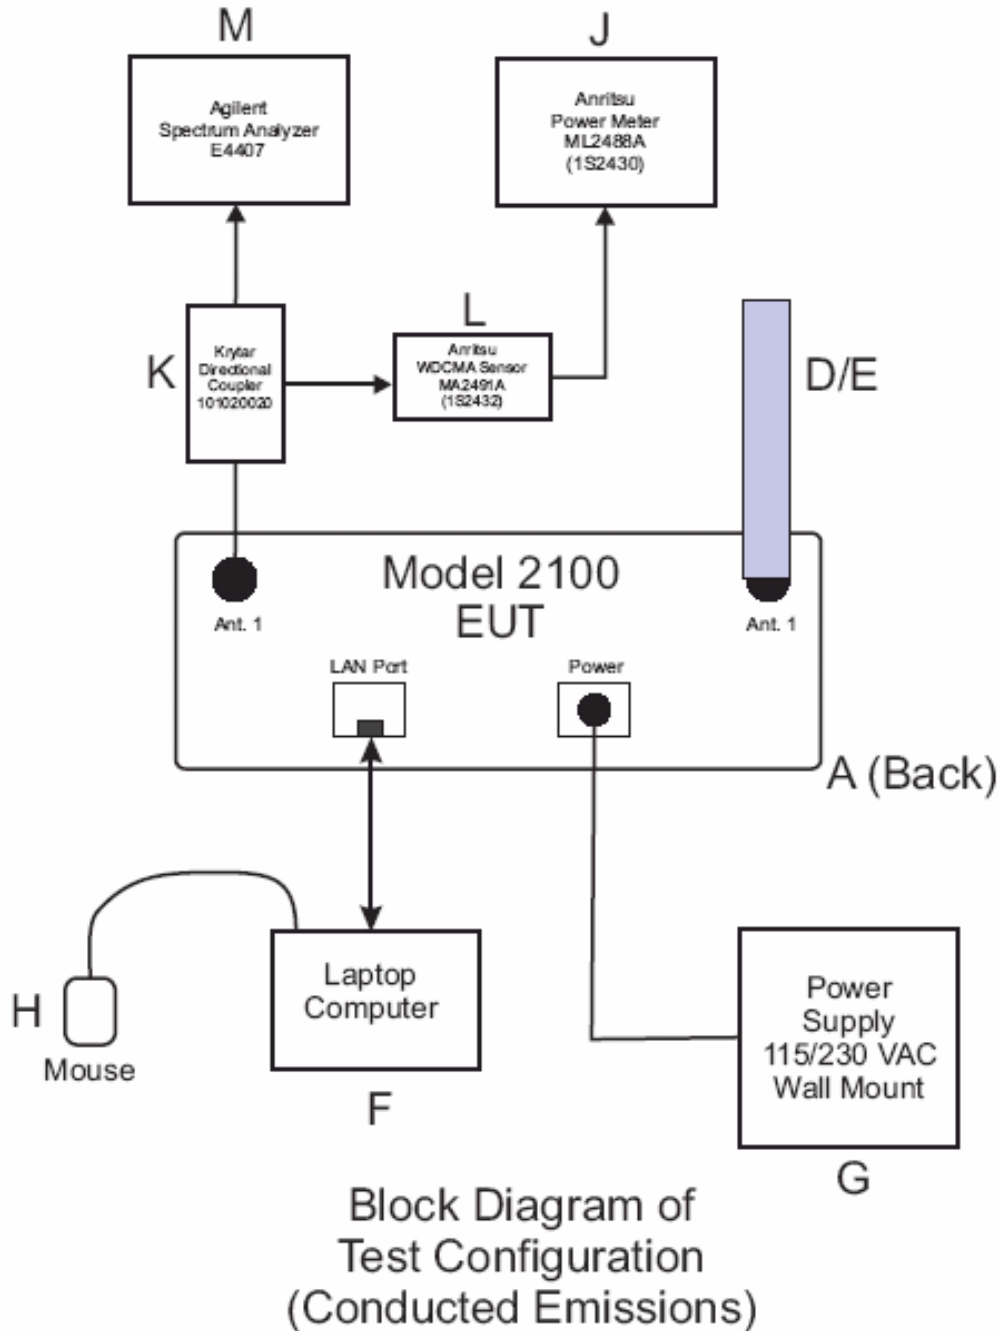 M
J
Agilent
Spectrum Analyzer
E4407
Anritsu
Power Meter
ML2488A
(1S2430)
L
K
Krytar
Directional
Coupler
101020020
Anritsu
WDCMA Sensor
MA2491A
(1S2432)
D/E
Model 2100
EUT
Ant. 1
Ant. 1
LAN Port
Power
A (Back)
Laptop
Computer
H
Mouse
F
Power
Supply
115/230 VAC
Wall Mount
G
Block Diagram of
Test Configuration
(Conducted Emissions)